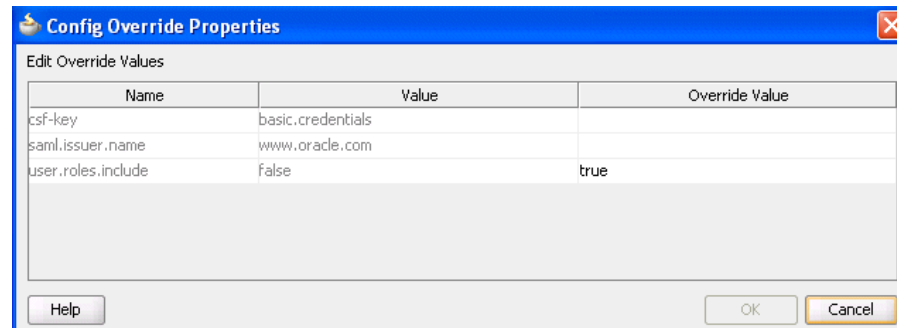 Config Override Properties
Edit Override Values
Name Value Override Value
csf-key basic.credentials
saml.issuer.name www.oracle.com
user.roles.include false true
Help OK Cancel